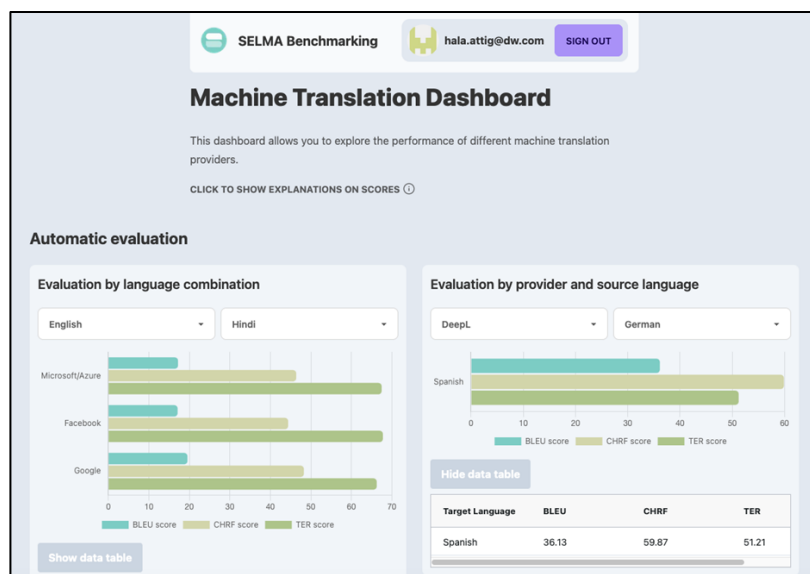 SELMA Benchmarking
hala.attig@dw.com
SIGN OUT
Machine Translation Dashboard
This dashboard allows you to explore the performance of different machine translation
providers.
CLICK TO SHOW EXPLANATIONS ON SCORES
Automatic evaluation
Evaluation by language combination
English
Hindi
Microsoft/Azure
Facebook
Google
0 10 20 30 40 50 60 70
BLEU score CHRF score TER score
Show data table
Evaluation by provider and source language
DeepL
German
Spanish
0 10 20 30 40 50 60
BLEU score CHRF score TER score
Hide data table
Target Language BLEU CHRF TER
Spanish 36.13 59.87 51.21